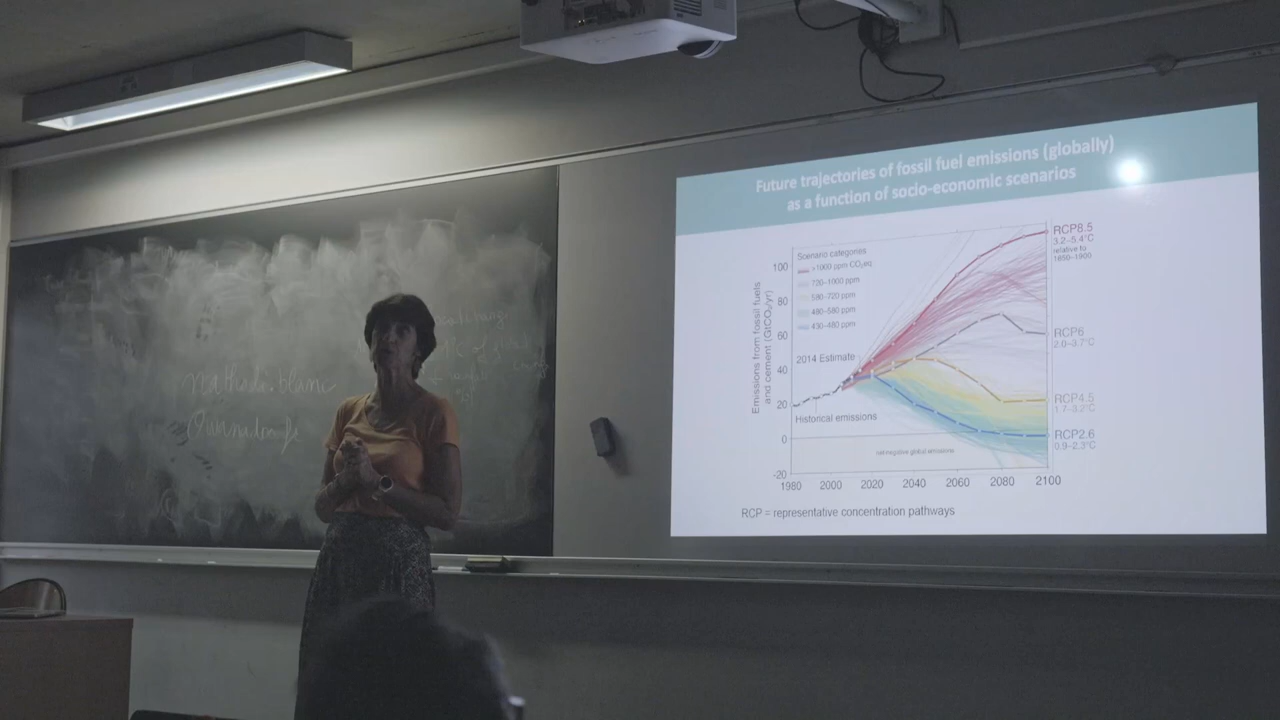 Future trajectories of fossil fuel emissions (globally)
as a function of socio-economic scenarios
Scenario categories
>1000 ppm CO₂eq
720–1000 ppm
580–720 ppm
480–580 ppm
430–480 ppm
2014 Estimate
Historical emissions
net negative global emissions
Emissions from fossil fuels
and cement (GtCO₂/yr)
100
80
60
40
20
0
-20
1980 2000 2020 2040 2060 2080 2100
RCP8.5
3.2–5.4°C
relative to
1850–1900
RCP6
2.0–3.7°C
RCP4.5
1.7–3.2°C
RCP2.6
0.9–2.3°C
RCP = representative concentration pathways